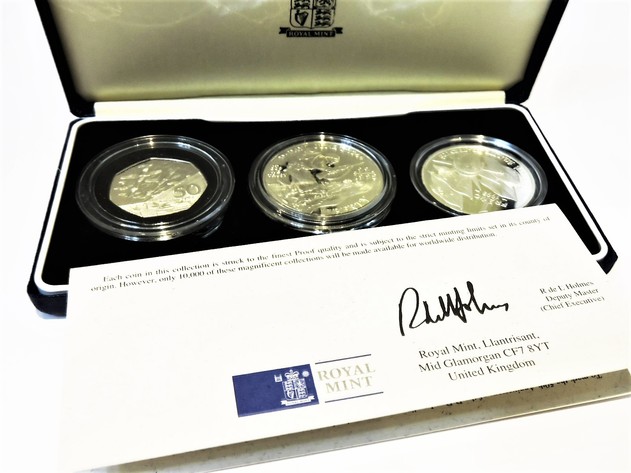 ROYAL MINT
50
Each coin in this collection is struck to the finest Proof quality and is subject to the strict minting limits set in its county of
origin. However, only 10,000 of these magnificent collections will be made available for worldwide distribution.
R de L Holmes
Deputy Master
(Chief Executive)
Royal Mint, Llantrisant,
Mid Glamorgan CF7 8YT
United Kingdom
ROYAL
MINT